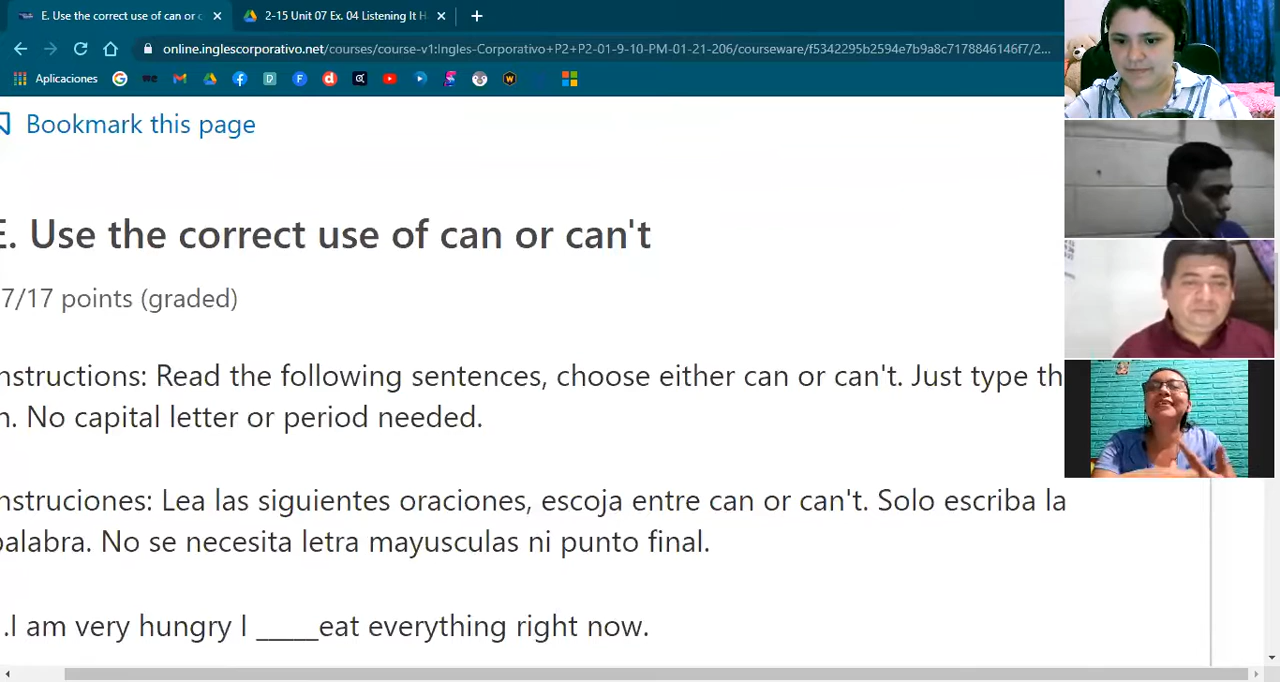 E. Use the correct use of can or c
2-15 Unit 07 Ex. 04 Listening It H
online.inglescorporativo.net/courses/course-v1:Ingles-Corporativo+P2+P2-01-9-10-PM-01-21-206/courseware/f5342295b2594e7b9a8c7178846146f7/2...
Aplicaciones
Bookmark this page
E. Use the correct use of can or can't
7/17 points (graded)
nstructions: Read the following sentences, choose either can or can't. Just type th
n. No capital letter or period needed.
nstruciones: Lea las siguientes oraciones, escoja entre can or can't. Solo escriba la
palabra. No se necesita letra mayusculas ni punto final.
.I am very hungry I _____eat everything right now.